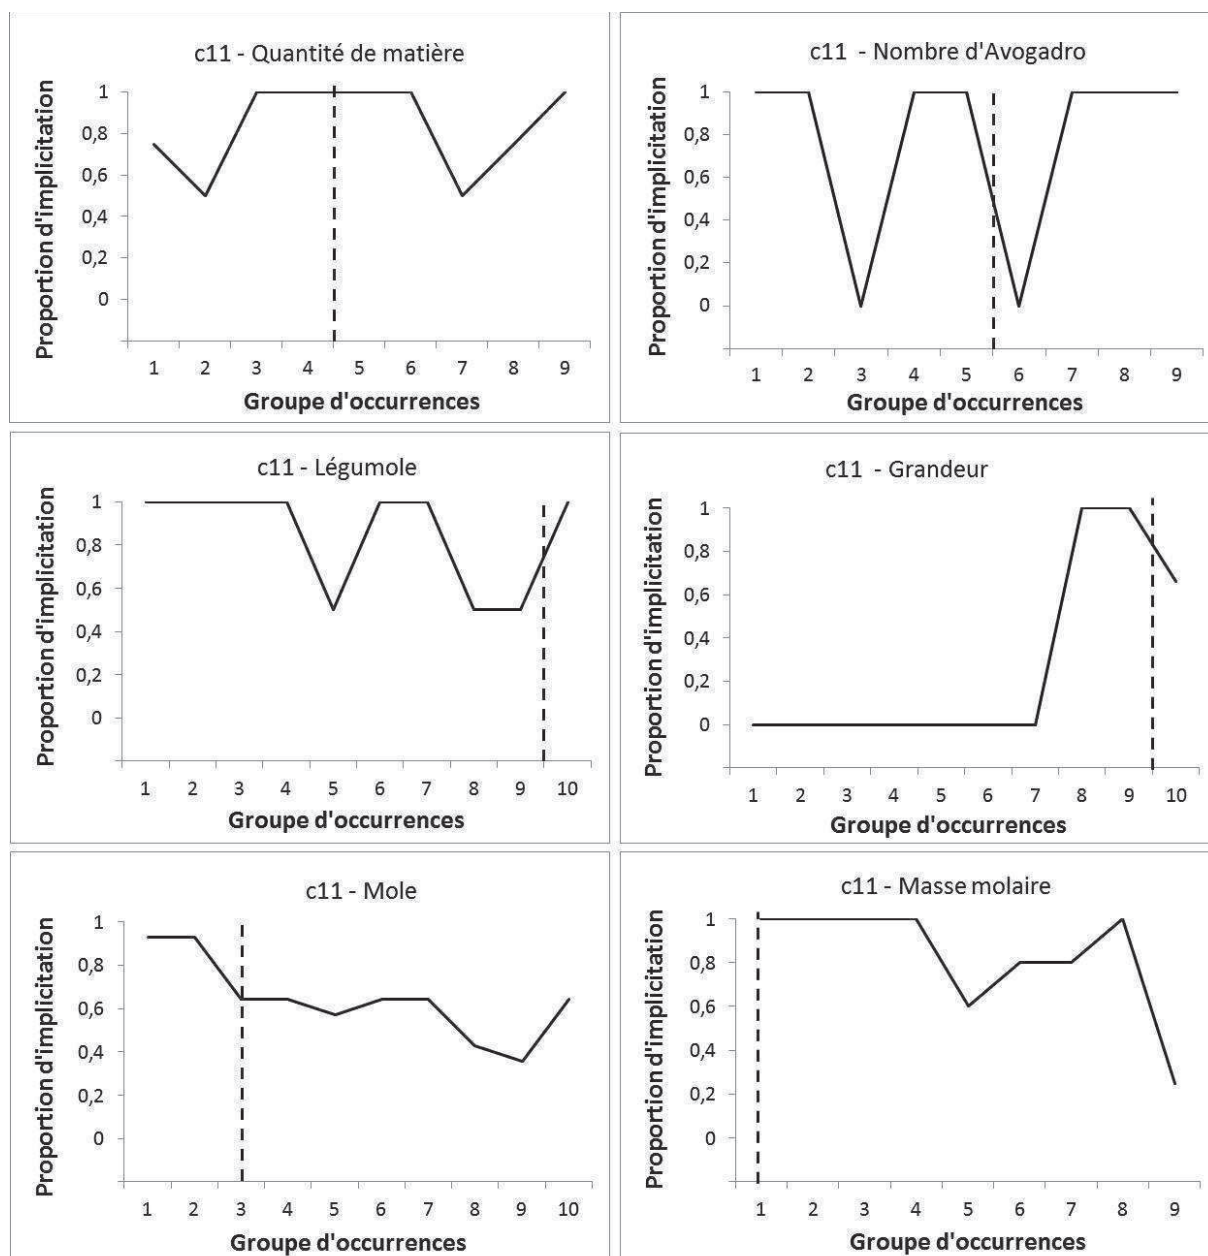 c11 - Quantité de matière
Proportion d'implicitation
1
0,8
0,6
0,4
0,2
0
1 2 3 4 5 6 7 8 9
Groupe d'occurrences
c11 - Nombre d'Avogadro
Proportion d'implicitation
1
0,8
0,6
0,4
0,2
0
1 2 3 4 5 6 7 8 9
Groupe d'occurrences
c11 - Légumole
Proportion d'implicitation
1
0,8
0,6
0,4
0,2
0
1 2 3 4 5 6 7 8 9 10
Groupe d'occurrences
c11 - Grandeur
Proportion d'implicitation
1
0,8
0,6
0,4
0,2
0
1 2 3 4 5 6 7 8 9 10
Groupe d'occurrences
c11 - Mole
Proportion d'implicitation
1
0,8
0,6
0,4
0,2
0
1 2 3 4 5 6 7 8 9 10
Groupe d'occurrences
c11 - Masse molaire
Proportion d'implicitation
1
0,8
0,6
0,4
0,2
0
1 2 3 4 5 6 7 8 9
Groupe d'occurrences